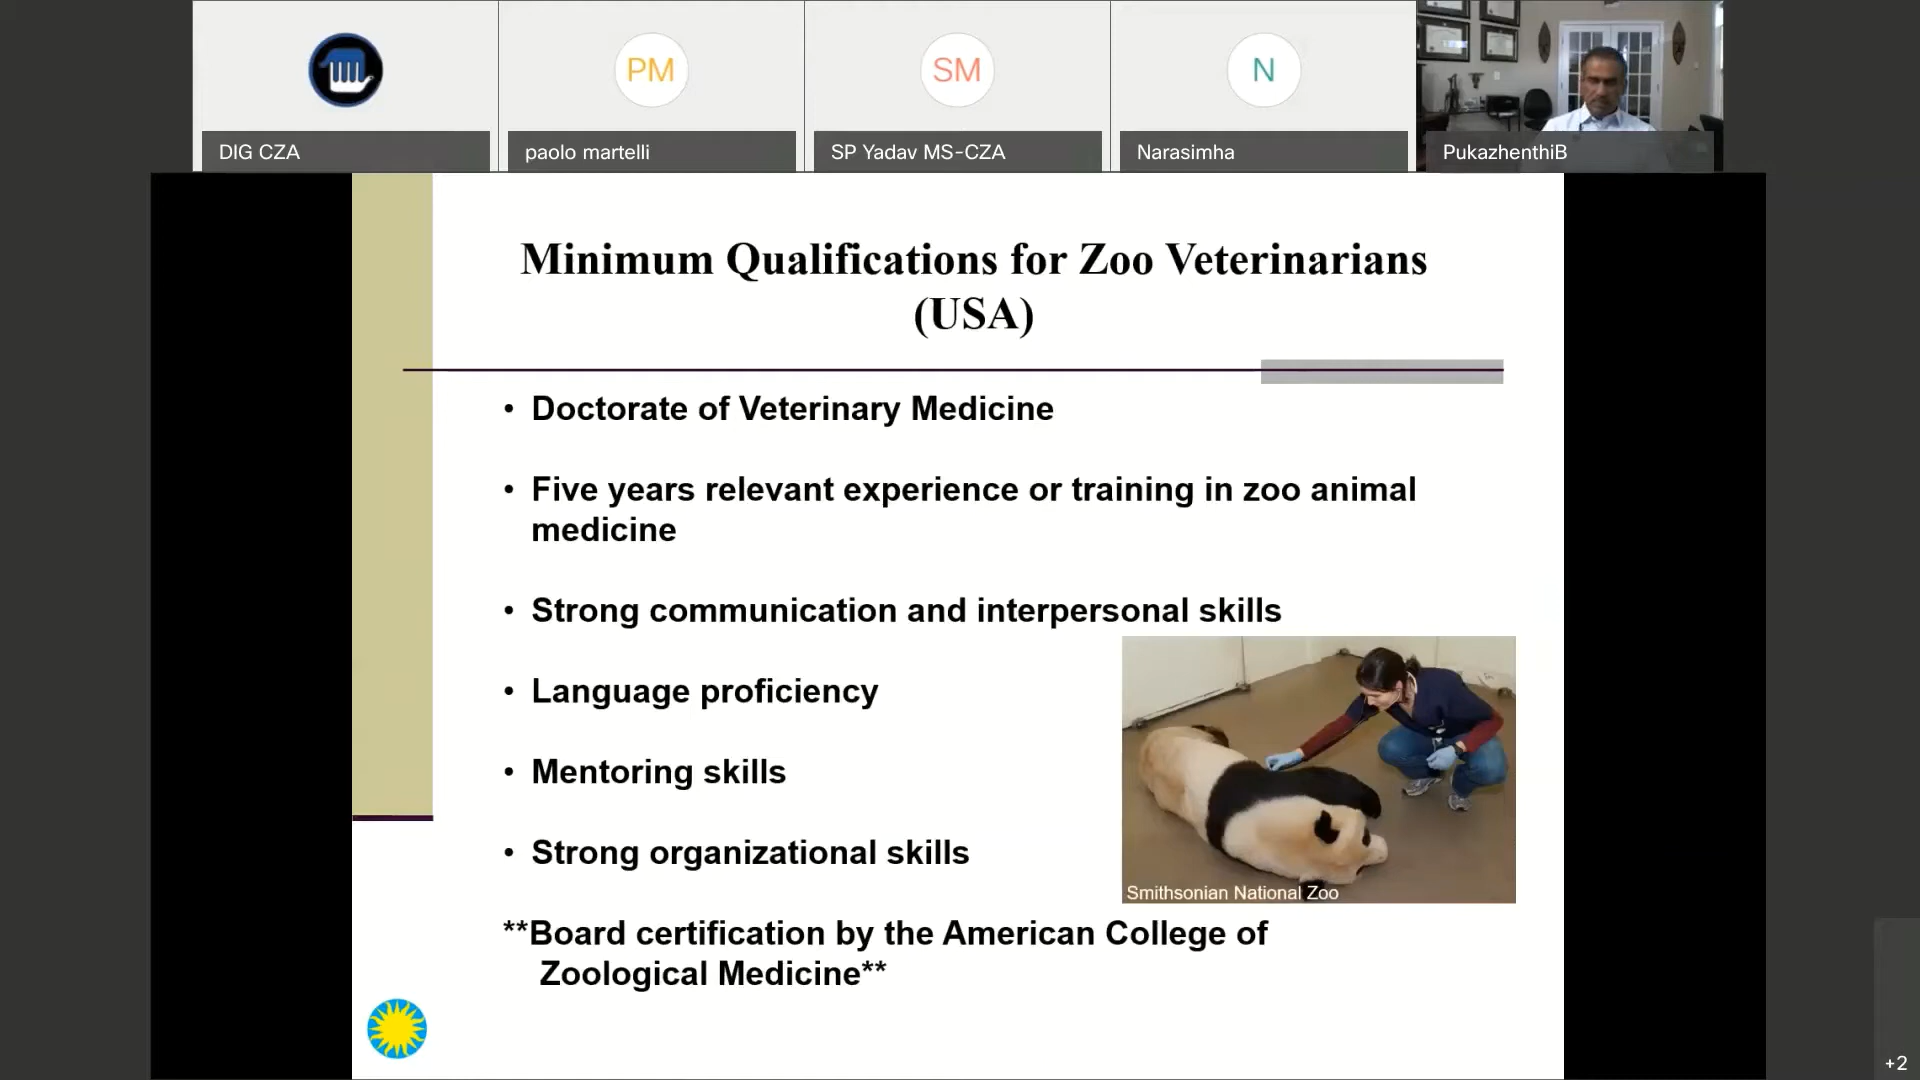 PM
SM
N
DIG CZA
paolo martelli
SP Yadav MS-CZA
Narasimha
PukazhenthiB
Minimum Qualifications for Zoo Veterinarians
(USA)
• Doctorate of Veterinary Medicine
• Five years relevant experience or training in zoo animal
medicine
• Strong communication and interpersonal skills
• Language proficiency
• Mentoring skills
• Strong organizational skills
Smithsonian National Zoo
**Board certification by the American College of
Zoological Medicine**
+2